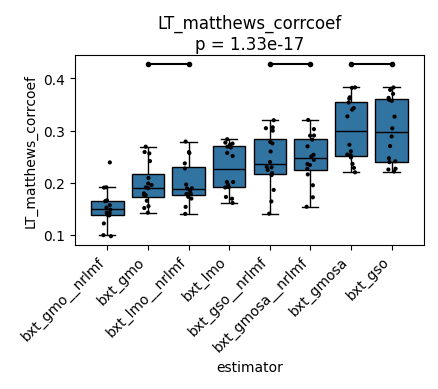 LT_matthews_corrcoef
p = 1.33e-17
LT_matthews_corrcoef
0.4
0.3
0.2
0.1
bxt_gmo__nrlmf
bxt_gmo
bxt_lmo__nrlmf
bxt_lmo
bxt_gso__nrlmf
bxt_gmosa__nrlmf
bxt_gmosa
bxt_gso
estimator